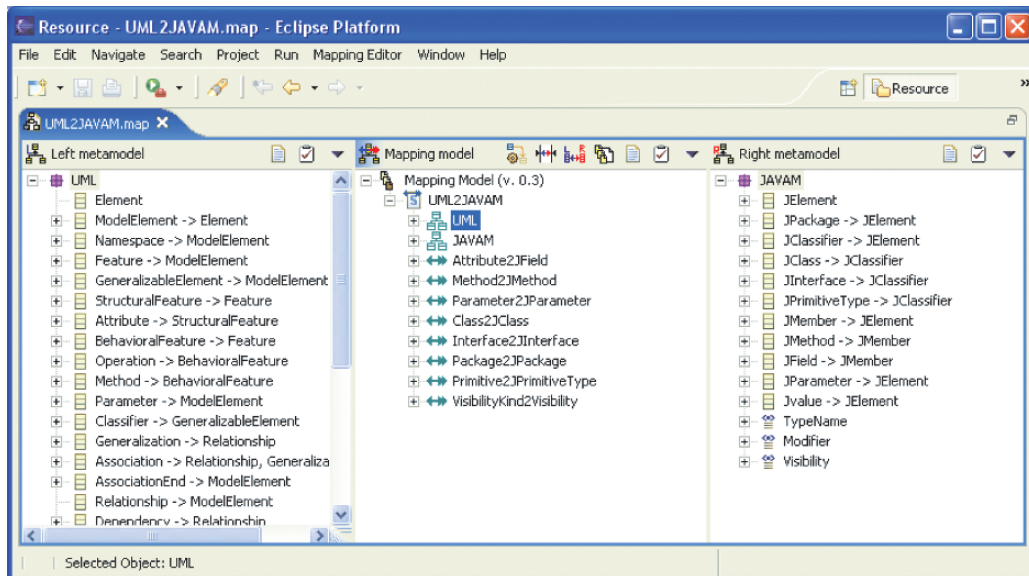 Resource - UML2JAVAM.map - Eclipse Platform
File Edit Navigate Search Project Run Mapping Editor Window Help
Resource
UML2JAVAM.map
Left metamodel
UML
Element
ModelElement -> Element
Namespace -> ModelElement
Feature -> ModelElement
GeneralizableElement -> ModelElement
StructuralFeature -> Feature
Attribute -> StructuralFeature
BehavioralFeature -> Feature
Operation -> BehavioralFeature
Method -> BehavioralFeature
Parameter -> ModelElement
Classifier -> GeneralizableElement
Generalization -> Relationship
Association -> Relationship, Generaliza
AssociationEnd -> ModelElement
Relationship -> ModelElement
Dependency -> Relationship
Mapping model
Mapping Model (v. 0.3)
UML2JAVAM
UML
JAVAM
Attribute2JField
Method2JMethod
Parameter2JParameter
Class2JClass
Interface2JInterface
Package2JPackage
Primitive2JPrimitiveType
VisibilityKind2Visibility
Right metamodel
JAVAM
JElement
JPackage -> JElement
JClassifier -> JElement
JClass -> JClassifier
JInterface -> JClassifier
JPrimitiveType -> JClassifier
JMember -> JElement
JMethod -> JMember
JField -> JMember
JParameter -> JElement
Jvalue -> JElement
TypeName
Modifier
Visibility
Selected Object: UML